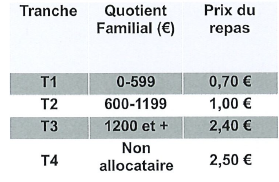 Tranche Quotient Prix du
Familial (€) repas
T1 0-599 0,70 €
T2 600-1199 1,00 €
T3 1200 et + 2,40 €
Non
T4 allocataire 2,50 €